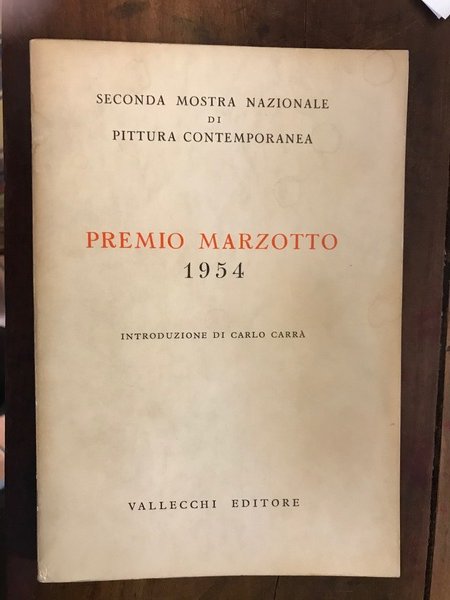 SECONDA MOSTRA NAZIONALE
DI
PITTURA CONTEMPORANEA
PREMIO MARZOTTO
1954
INTRODUZIONE DI CARLO CARRÀ
VALLECCHI EDITORE